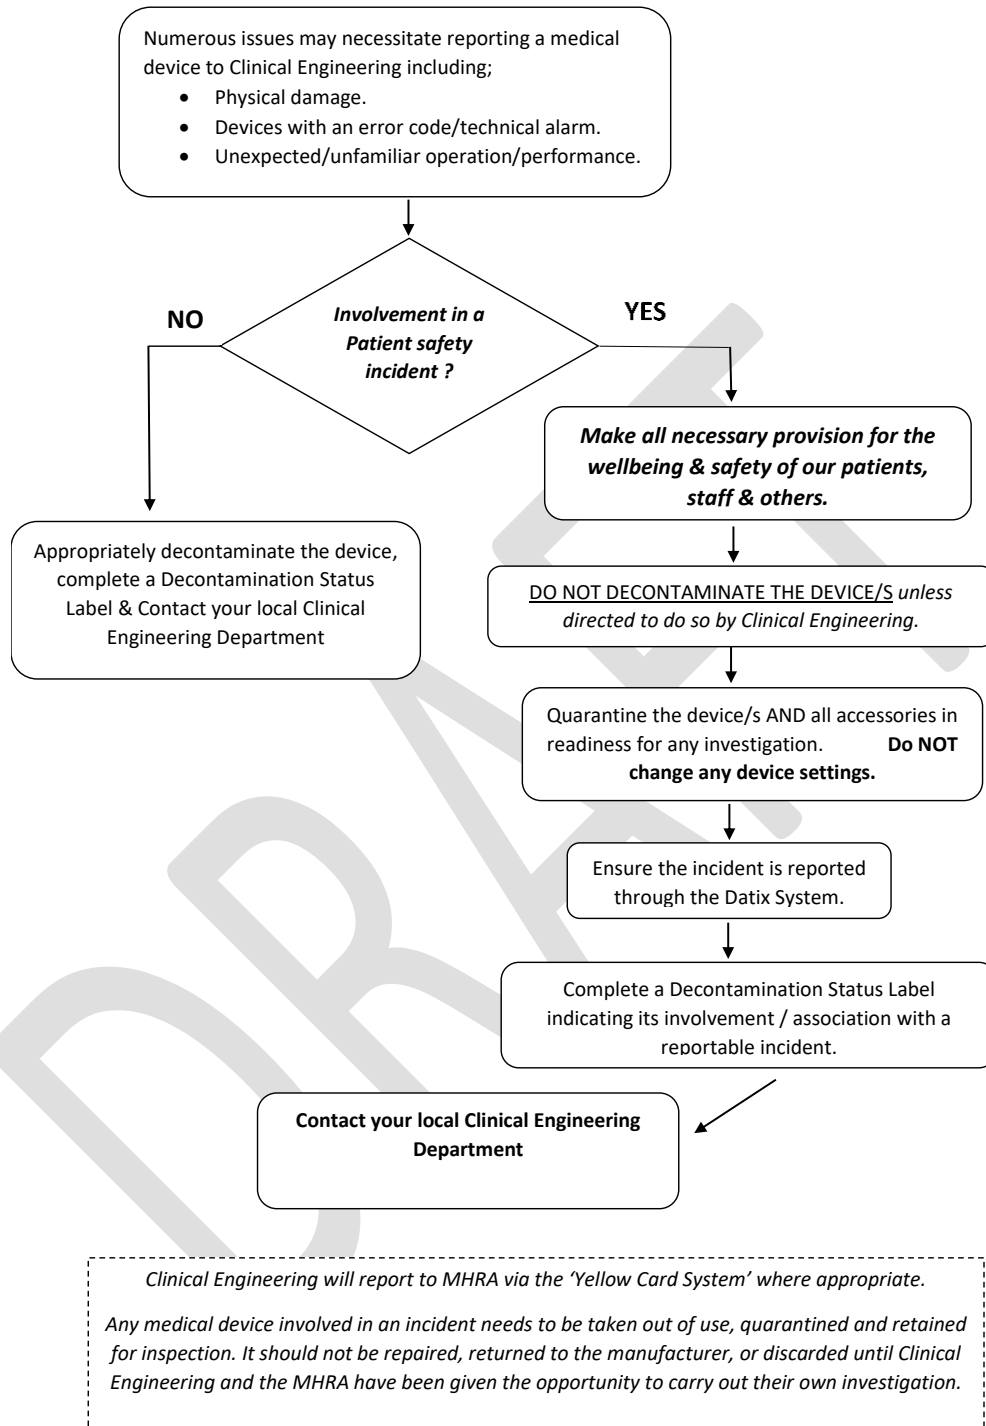 Numerous issues may necessitate reporting a medical
device to Clinical Engineering including;
• Physical damage.
• Devices with an error code/technical alarm.
• Unexpected/unfamiliar operation/performance.
NO
Involvement in a
Patient safety
incident ?
YES
Make all necessary provision for the
wellbeing & safety of our patients,
staff & others.
Appropriately decontaminate the device,
complete a Decontamination Status
Label & Contact your local Clinical
Engineering Department
DO NOT DECONTAMINATE THE DEVICE/S unless
directed to do so by Clinical Engineering.
Quarantine the device/s AND all accessories in
readiness for any investigation. Do NOT
change any device settings.
Ensure the incident is reported
through the Datix System.
Complete a Decontamination Status Label
indicating its involvement / association with a
reportable incident.
Contact your local Clinical Engineering
Department
Clinical Engineering will report to MHRA via the ‘Yellow Card System’ where appropriate.
Any medical device involved in an incident needs to be taken out of use, quarantined and retained
for inspection. It should not be repaired, returned to the manufacturer, or discarded until Clinical
Engineering and the MHRA have been given the opportunity to carry out their own investigation.
DRAFT